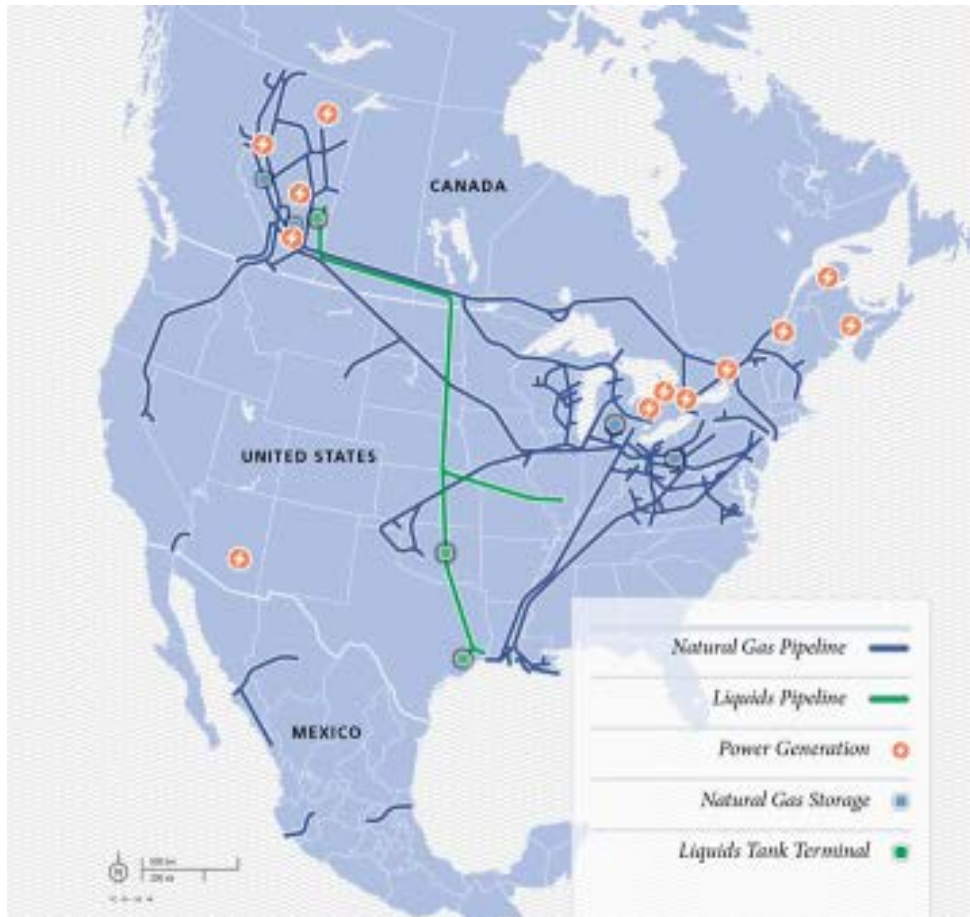 CANADA
UNITED STATES
MEXICO
Natural Gas Pipeline
Liquids Pipeline
Power Generation
Natural Gas Storage
Liquids Tank Terminal
N